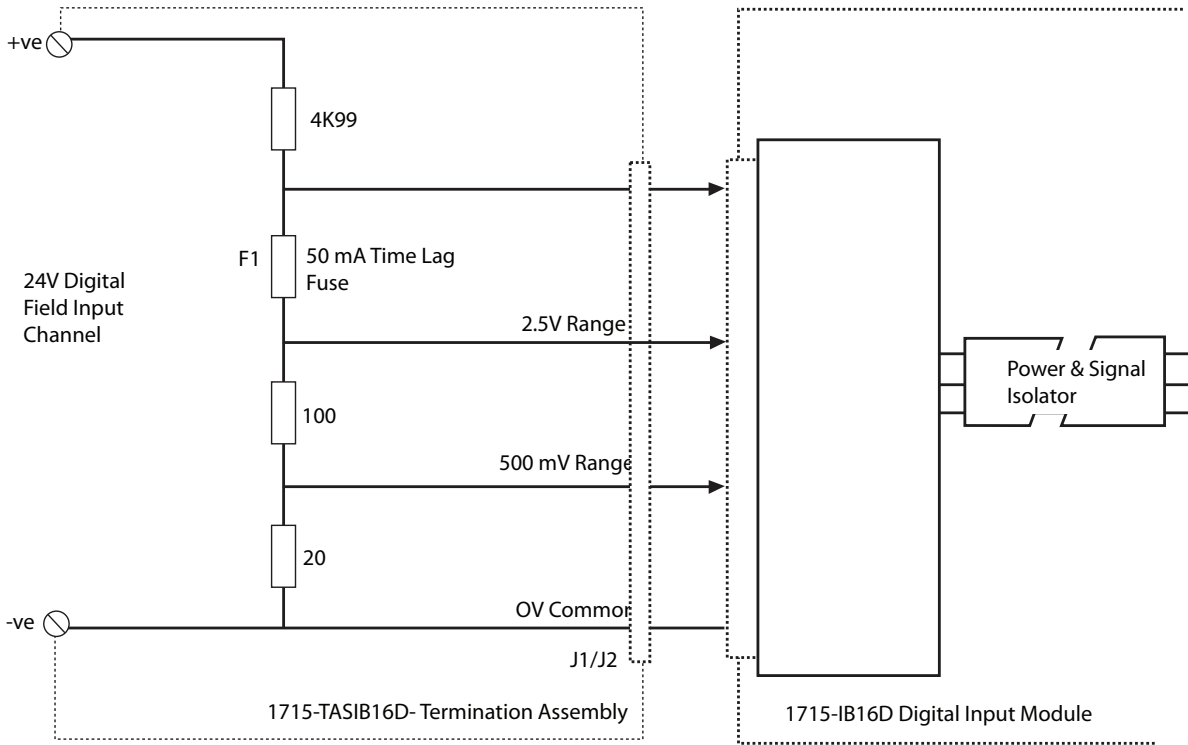 +ve
4K99
F1
50 mA Time Lag
Fuse
24V Digital
Field Input
Channel
2.5V Range
Power & Signal
Isolator
100
500 mV Range
20
OV Common
-ve
J1/J2
1715-TASIB16D- Termination Assembly
1715-IB16D Digital Input Module